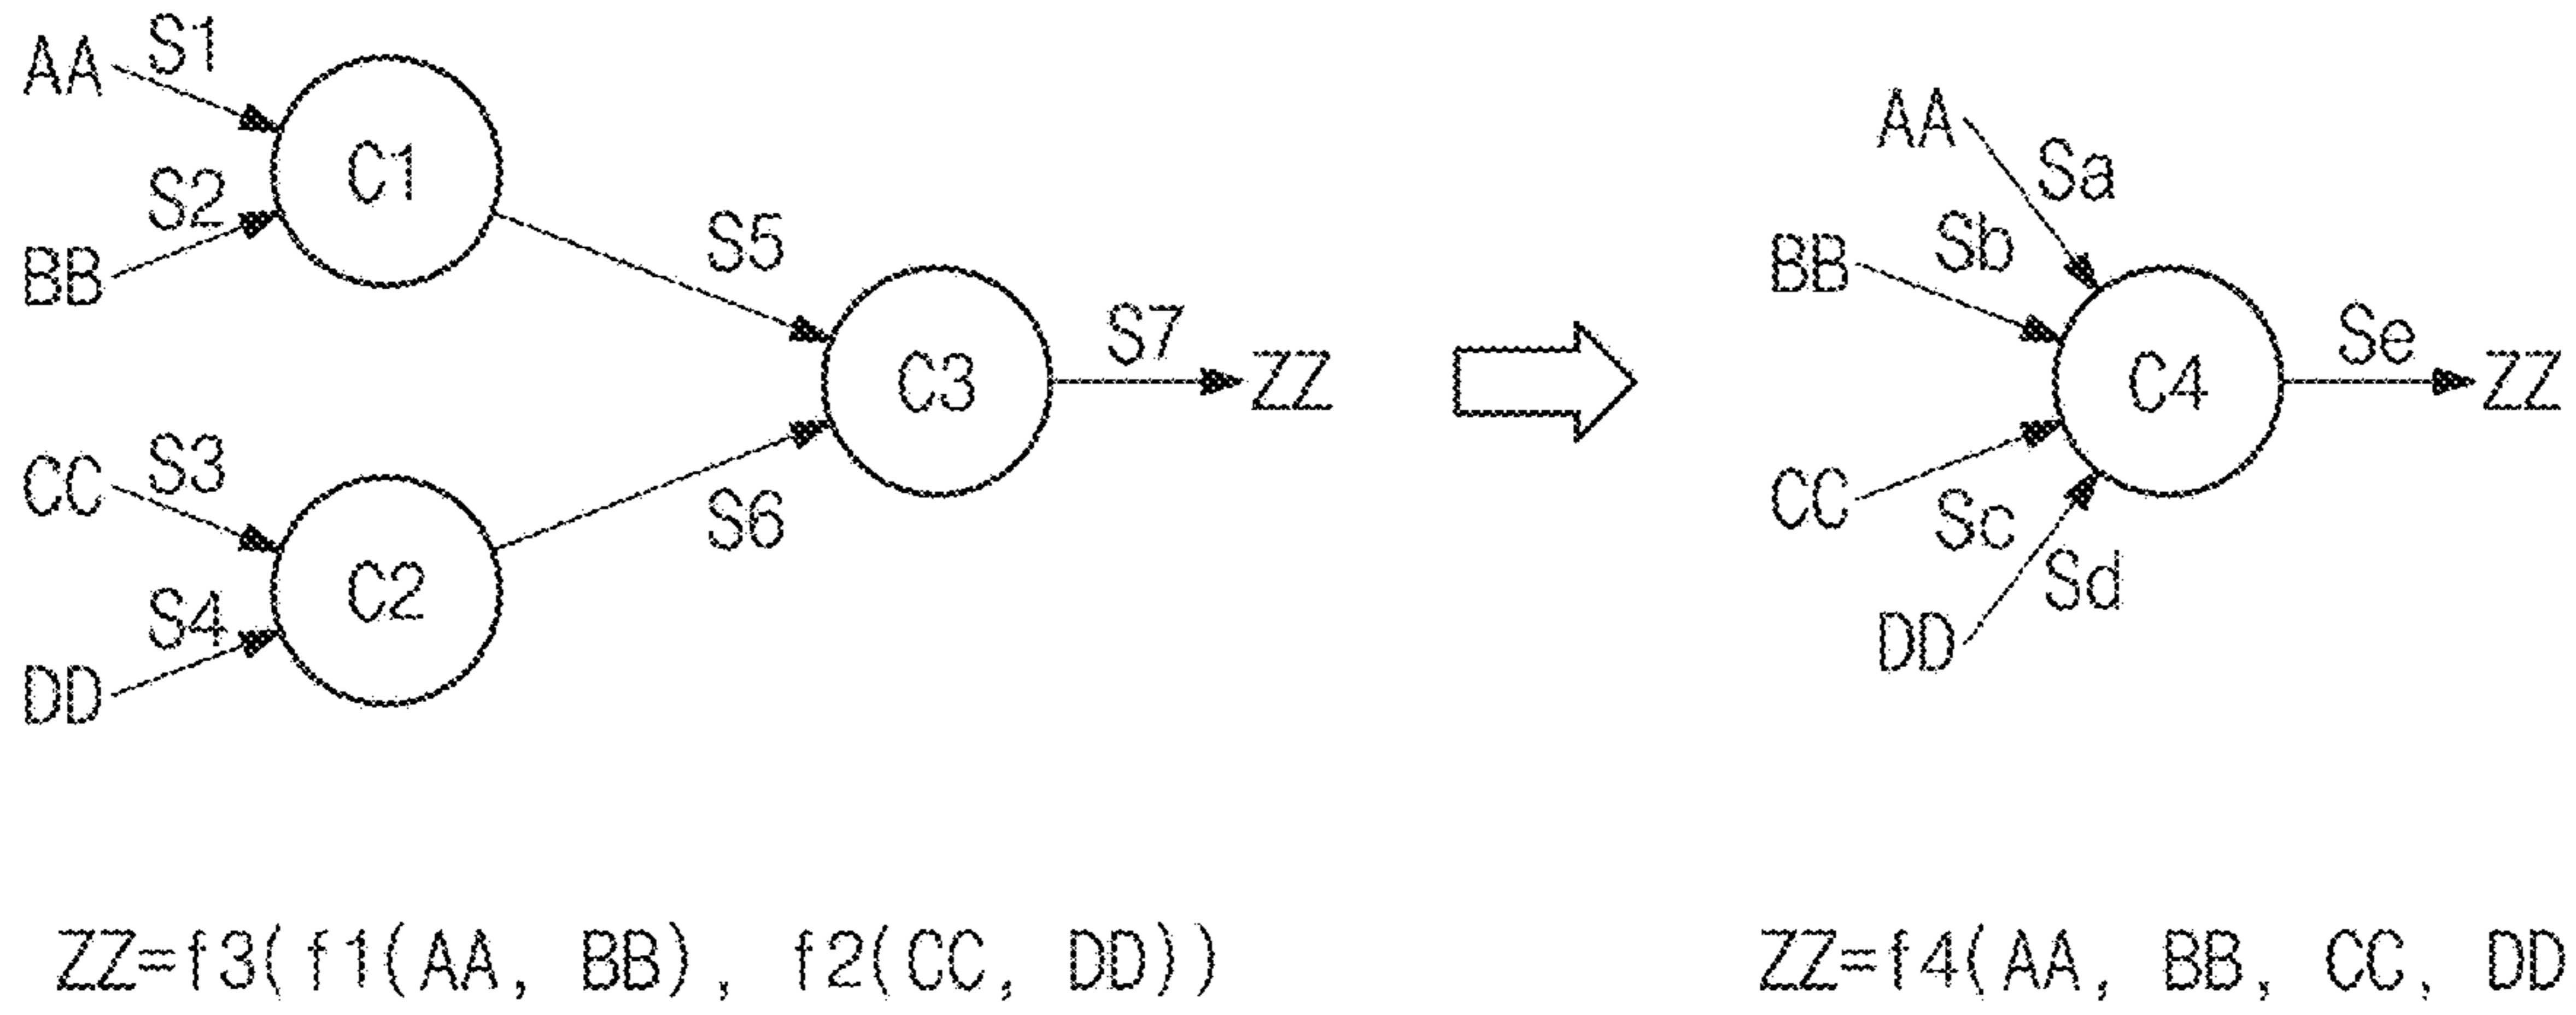 AA
S1
C1
S2
BB
S5
C3
S7
ZZ
CC
S3
C2
S4
DD
S6
AA
Sa
BB
Sb
C4
Se
ZZ
CC
Sc
DD
Sd
ZZ=f3(f1(AA, BB), f2(CC, DD))
ZZ=f4(AA, BB, CC, DD